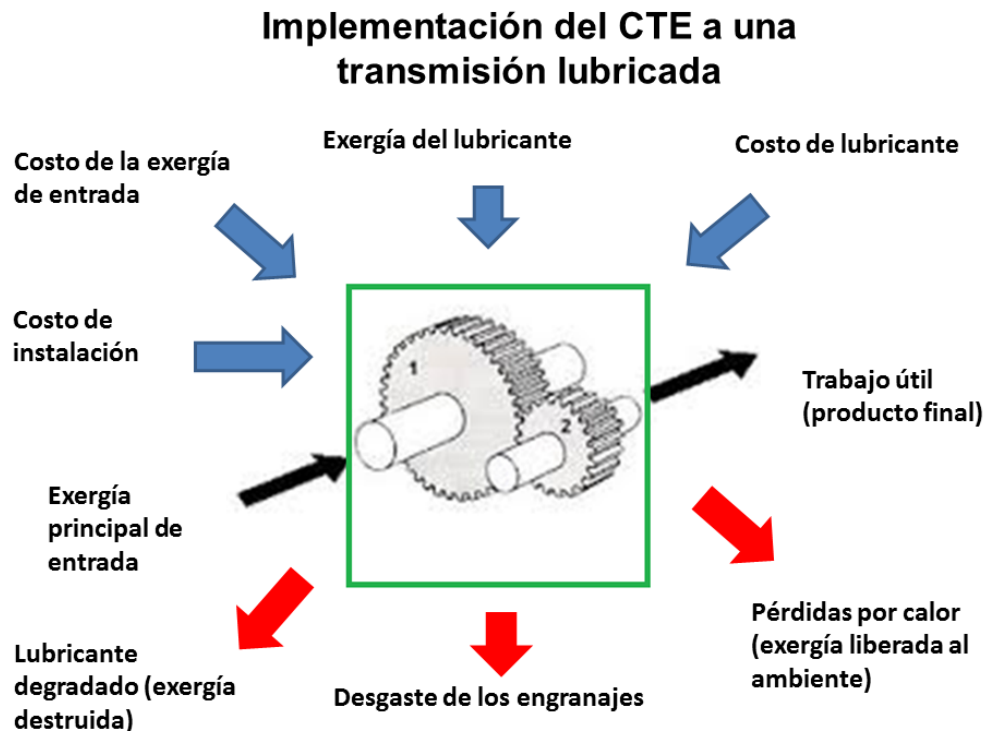 Implementación del CTE a una
transmisión lubricada
Costo de la exergía
de entrada
Exergía del lubricante
Costo de lubricante
Costo de
instalación
1
2
Trabajo útil
(producto final)
Exergía
principal de
entrada
Lubricante
degradado (exergía
destruida)
Desgaste de los engranajes
Pérdidas por calor
(exergía liberada al
ambiente)